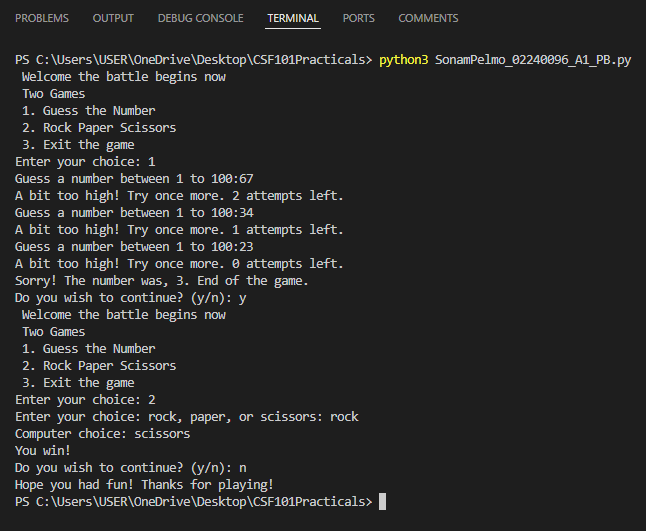 PROBLEMS OUTPUT DEBUG CONSOLE TERMINAL PORTS COMMENTS
PS C:\Users\USER\OneDrive\Desktop\CSF101Practicals> python3 SonamPelmo_02240096_A1_PB.py
Welcome the battle begins now
Two Games
1. Guess the Number
2. Rock Paper Scissors
3. Exit the game
Enter your choice: 1
Guess a number between 1 to 100:67
A bit too high! Try once more. 2 attempts left.
Guess a number between 1 to 100:34
A bit too high! Try once more. 1 attempts left.
Guess a number between 1 to 100:23
A bit too high! Try once more. 0 attempts left.
Sorry! The number was, 3. End of the game.
Do you wish to continue? (y/n): y
Welcome the battle begins now
Two Games
1. Guess the Number
2. Rock Paper Scissors
3. Exit the game
Enter your choice: 2
Enter your choice: rock, paper, or scissors: rock
Computer choice: scissors
You win!
Do you wish to continue? (y/n): n
Hope you had fun! Thanks for playing!
PS C:\Users\USER\OneDrive\Desktop\CSF101Practicals>